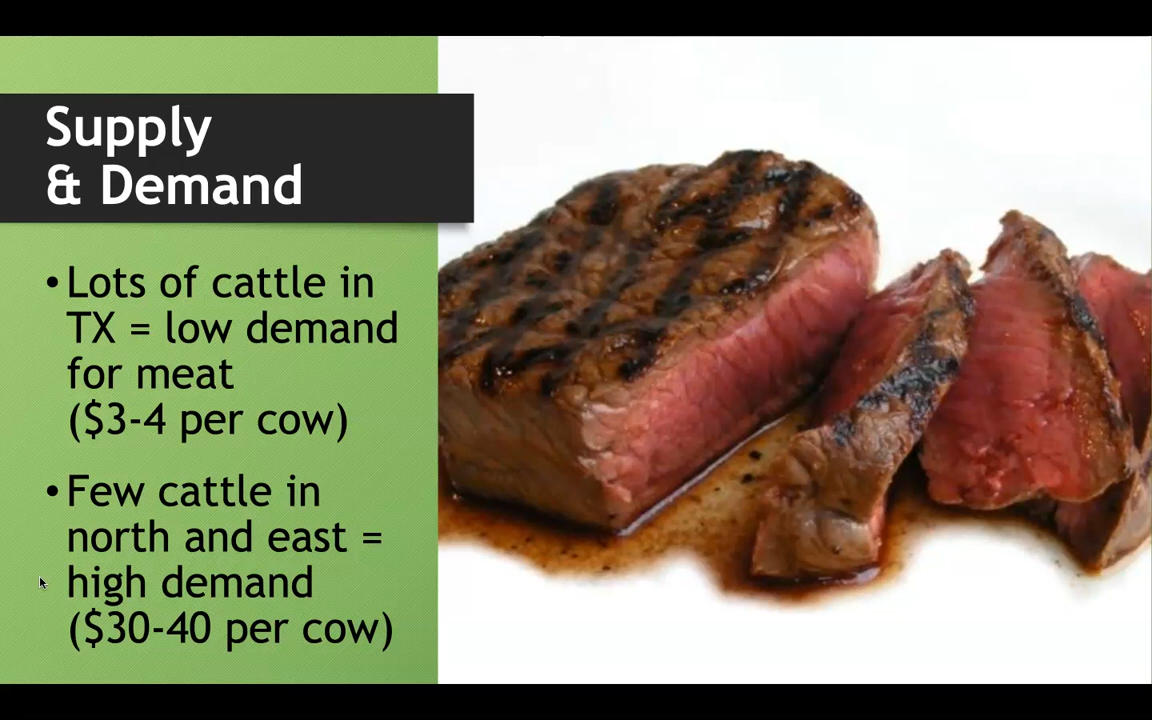 Supply
& Demand
•Lots of cattle in
TX = low demand
for meat
($3-4 per cow)
•Few cattle in
north and east =
high demand
($30-40 per cow)